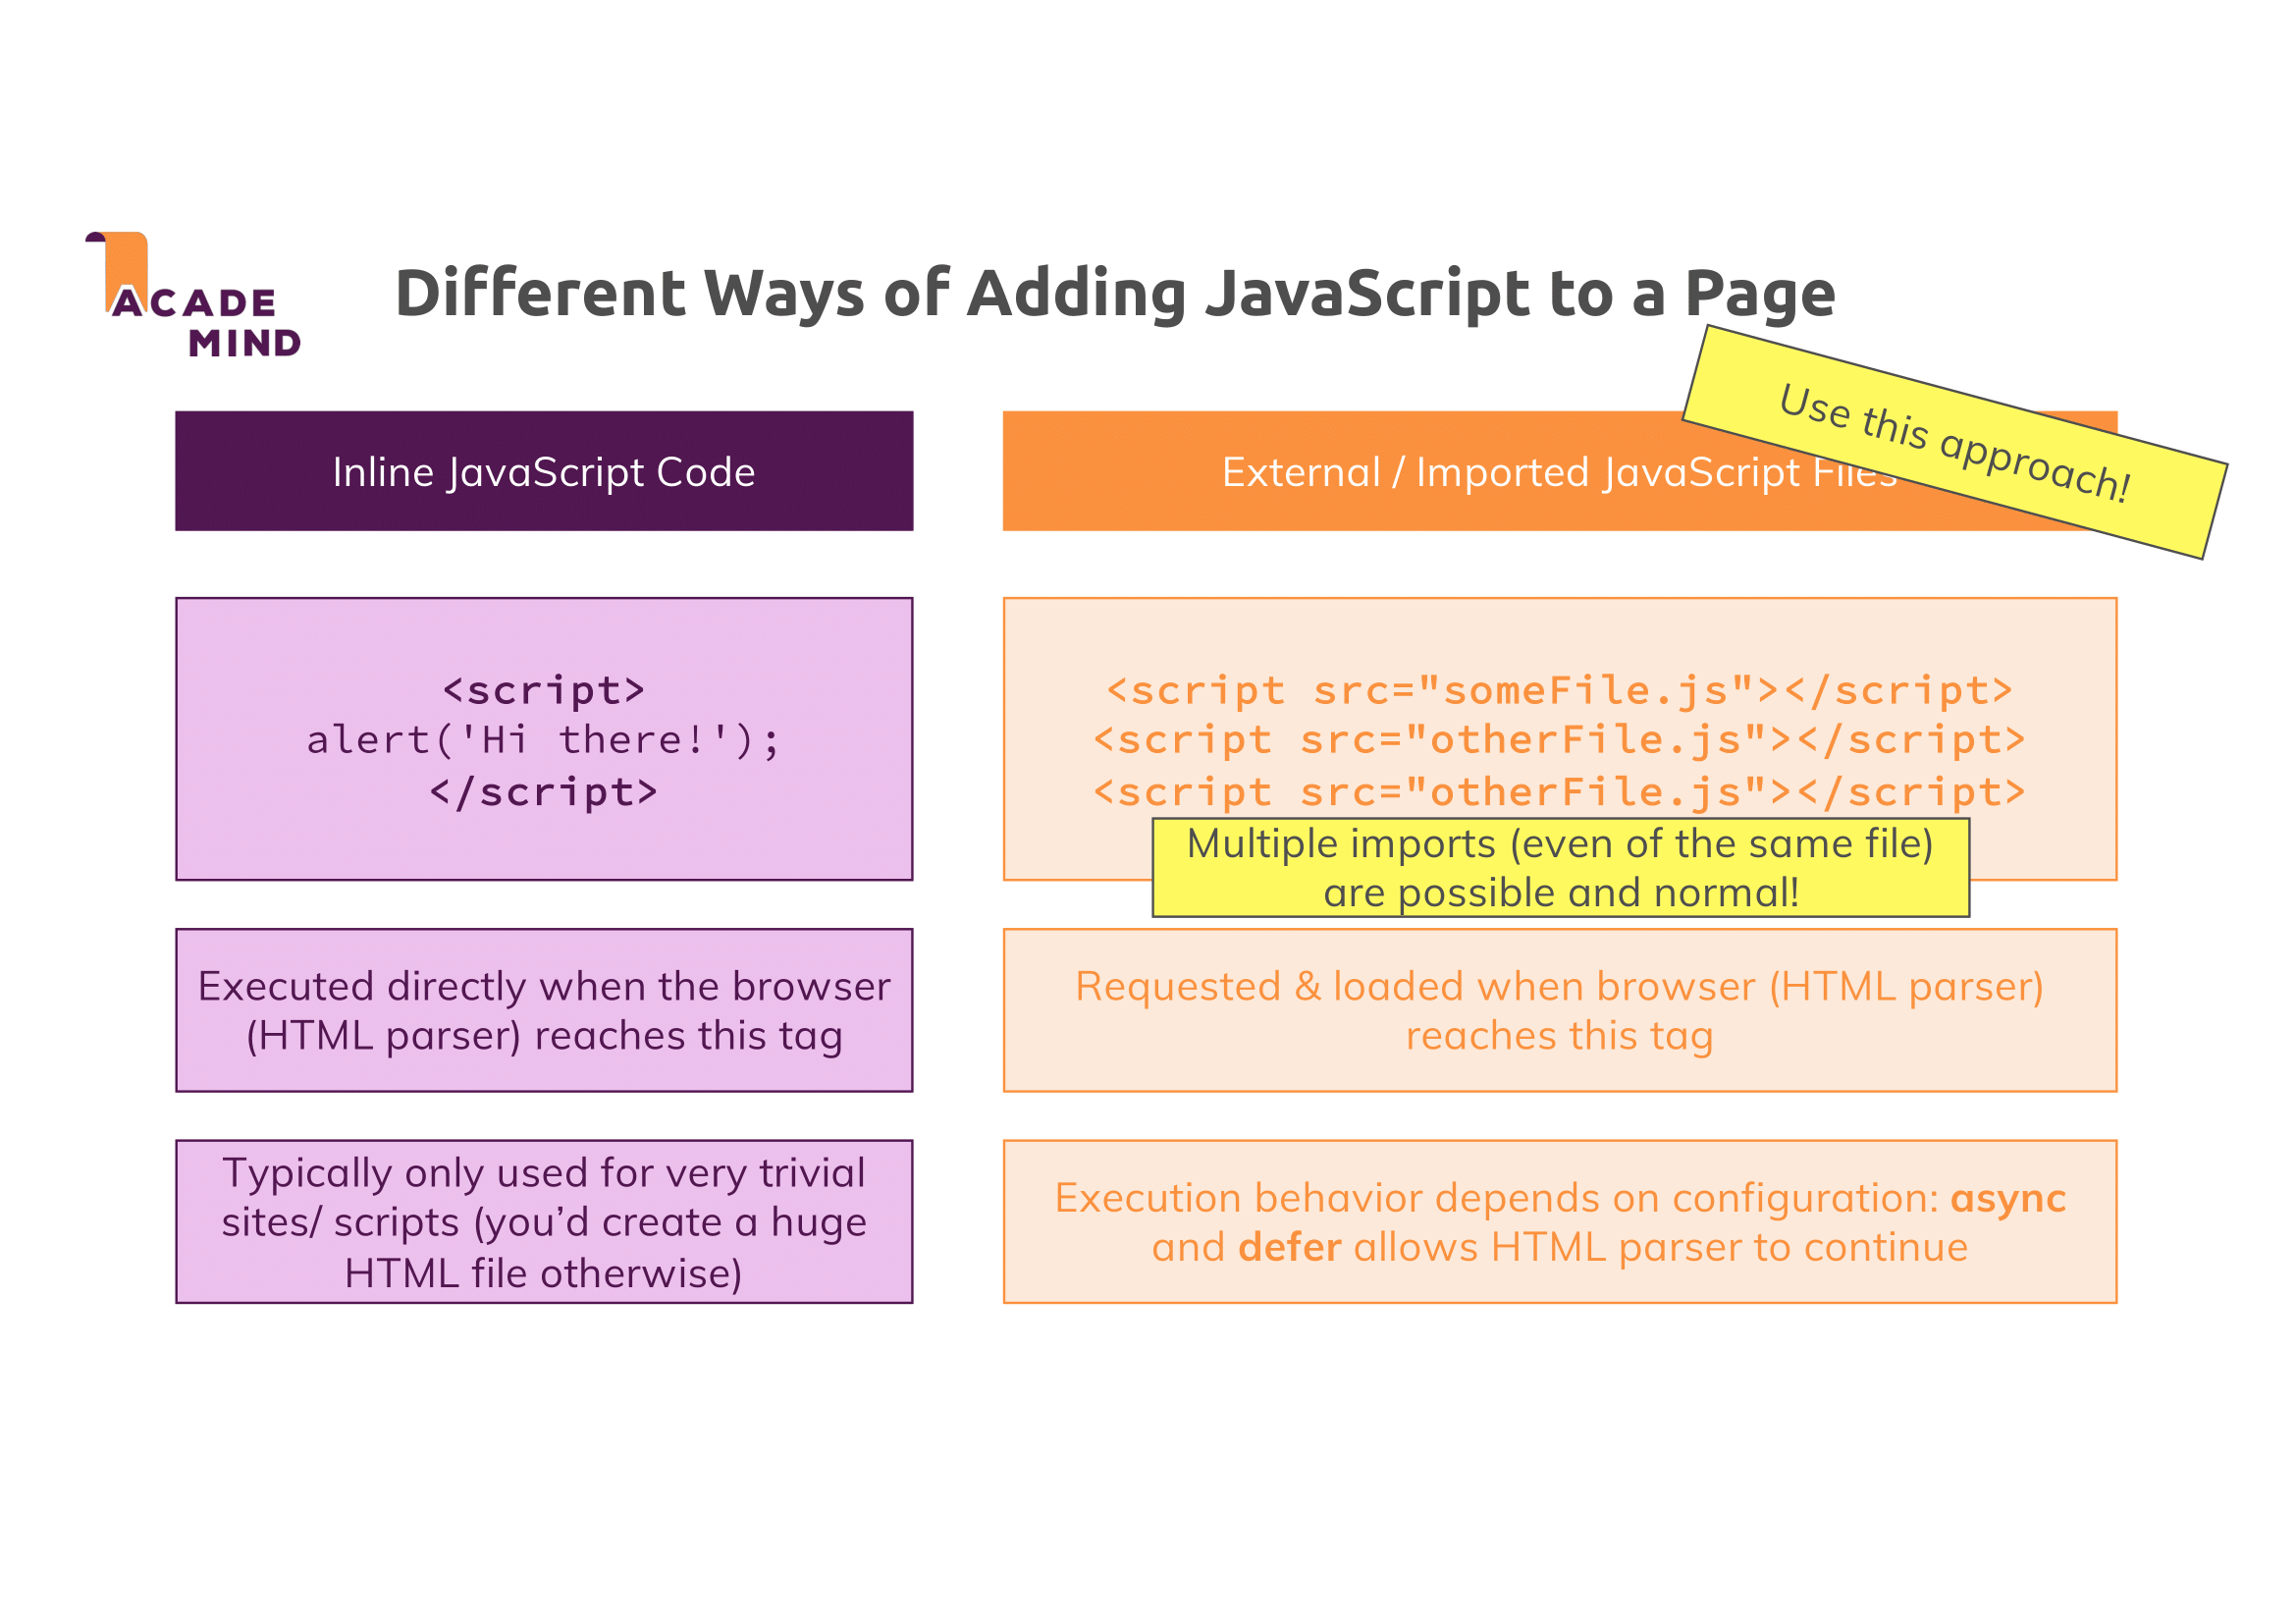 ACADE
MIND
Different Ways of Adding JavaScript to a Page
Use this approach!
Inline JavaScript Code
External / Imported JavaScript Files
<script>
alert('Hi there!');
</script>
<script src="someFile.js"></script>
<script src="otherFile.js"></script>
<script src="otherFile.js"></script>
Multiple imports (even of the same file)
are possible and normal!
Executed directly when the browser
(HTML parser) reaches this tag
Requested & loaded when browser (HTML parser)
reaches this tag
Typically only used for very trivial
sites/ scripts (you’d create a huge
HTML file otherwise)
Execution behavior depends on configuration: async
and defer allows HTML parser to continue